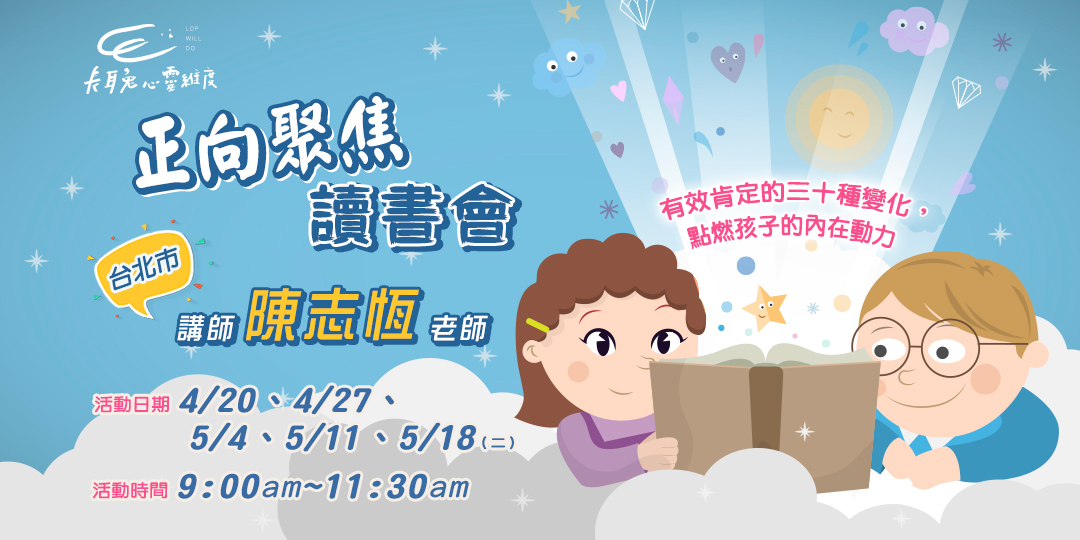 LOP
WILL
DO
長耳兔心靈維度
正向聚焦
讀書會
台北市
講師 陳志恆 老師
有效肯定的三十種變化，
點燃孩子的內在動力
活動日期 4/20、4/27、
5/4、5/11、5/18(二)
活動時間 9:00am~11:30am